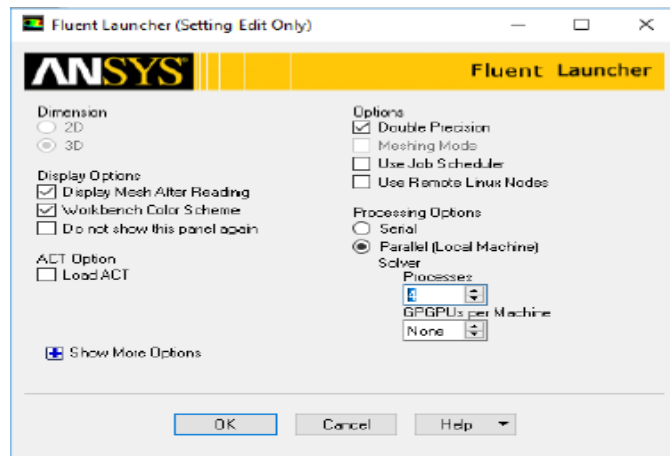 Fluent Launcher (Setting Edit Only)
ANSYS
Fluent Launcher
Dimension
2D
3D
Display Options
Display Mesh After Reading
Workbench Color Scheme
Do not show this panel again
ACT Option
Load ACT
Show More Options
Options
Double Precision
Meshing Mode
Use Job Scheduler
Use Remote Linux Nodes
Processing Options
Serial
Parallel (Local Machine)
Solver
Processes
4
GPGPUs per Machine
None
OK
Cancel
Help